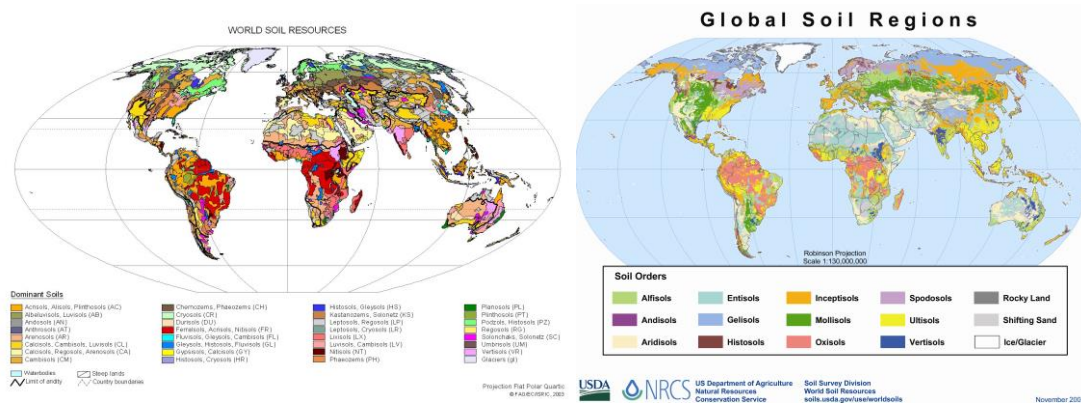 WORLD SOIL RESOURCES
Dominant Soils
Acrisols, Alisols, Plinthosols (AC)
Albeluvisols, Luvisols (AB)
Andosols (AN)
Anthrosols (AT)
Arenosols (AR)
Calcisols, Cambisols, Luvisols (CL)
Calcisols, Regosols, Arenosols (CA)
Cambisols (CM)
Chernozems, Phaeozems (CH)
Cryosols (CR)
Durisols (DU)
Ferralsols, Acrisols, Nitisols (FR)
Fluvisols, Gleysols, Cambisols (FL)
Gleysols, Histosols, Fluvisols (GL)
Gypsisols, Calcisols (GY)
Histosols, Cryosols (HR)
Histosols, Gleysols (HS)
Kastanozems, Solonetz (KS)
Leptosols, Regosols (LP)
Leptosols, Cryosols (LR)
Lixisols (LX)
Luvisols, Cambisols (LV)
Nitisols (NT)
Phaeozems (PH)
Planosols (PL)
Plinthosols (PT)
Podzols, Histosols (PZ)
Regosols (RG)
Solonchaks, Solonetz (SC)
Umbrisols (UM)
Vertisols (VR)
Glaciers (gl)
Waterbodies
Limit of aridity
Steep lands
Country boundaries
Projection Flat Polar Quartic
© FAO/EC/ISRIC, 2003
Global Soil Regions
Robinson Projection
Scale 1:130,000,000
Soil Orders
Alfisols
Andisols
Aridisols
Entisols
Gelisols
Histosols
Inceptisols
Mollisols
Oxisols
Spodosols
Ultisols
Vertisols
Rocky Land
Shifting Sand
Ice/Glacier
USDA
NRCS
US Department of Agriculture
Natural Resources
Conservation Service
Soil Survey Division
World Soil Resources
soils.usda.gov/use/worldsoils
November 200